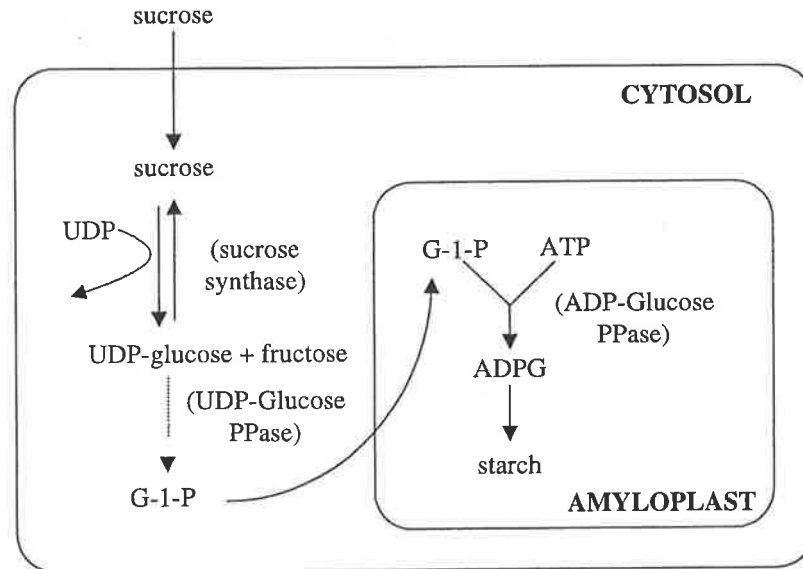 sucrose
CYTOSOL
sucrose
UDP
(sucrose
synthase)
UDP-glucose + fructose
(UDP-Glucose
PPase)
G-1-P
G-1-P
ATP
(ADP-Glucose
PPase)
ADPG
starch
AMYLOPLAST